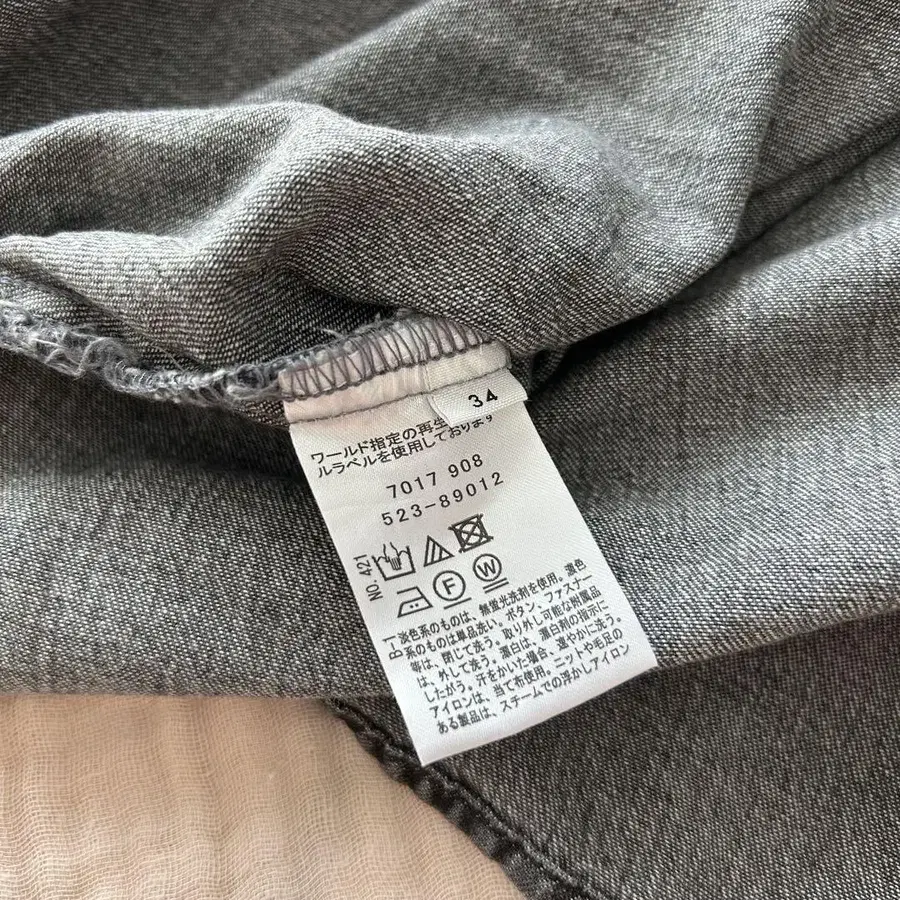 34
ワールド指定の再生
ルラベルを使用しております
7017 908
523-89012
NO. 421
F
W
B-1 淡色系のものは、無蛍光洗剤を使用。濃色
系のものは単品洗い。ボタン、ファスナー
等は、閉じて洗う。取り外し可能な附属品
は、外して洗う。漂白は、漂白剤の指示に
したがう。汗をかいた場合、速やかに洗う。
アイロンは、当て布使用。ニットや毛足の
ある製品は、スチームでの浮かしアイロン